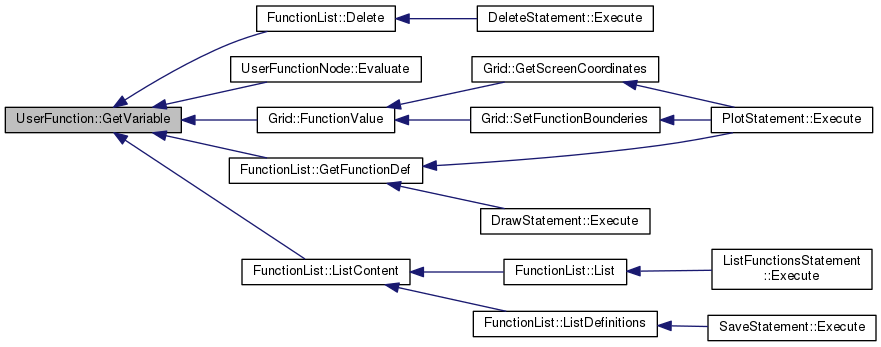 FunctionList::Delete
DeleteStatement::Execute
UserFunctionNode::Evaluate
Grid::GetScreenCoordinates
UserFunction::GetVariable
Grid::FunctionValue
Grid::SetFunctionBounderies
PlotStatement::Execute
FunctionList::GetFunctionDef
DrawStatement::Execute
FunctionList::ListContent
FunctionList::List
ListFunctionsStatement
::Execute
FunctionList::ListDefinitions
SaveStatement::Execute